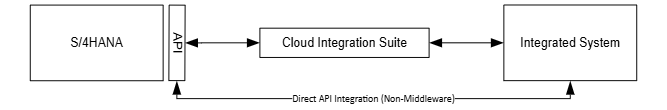 S/4HANA
API
Cloud Integration Suite
Integrated System
Direct API Integration (Non-Middleware)